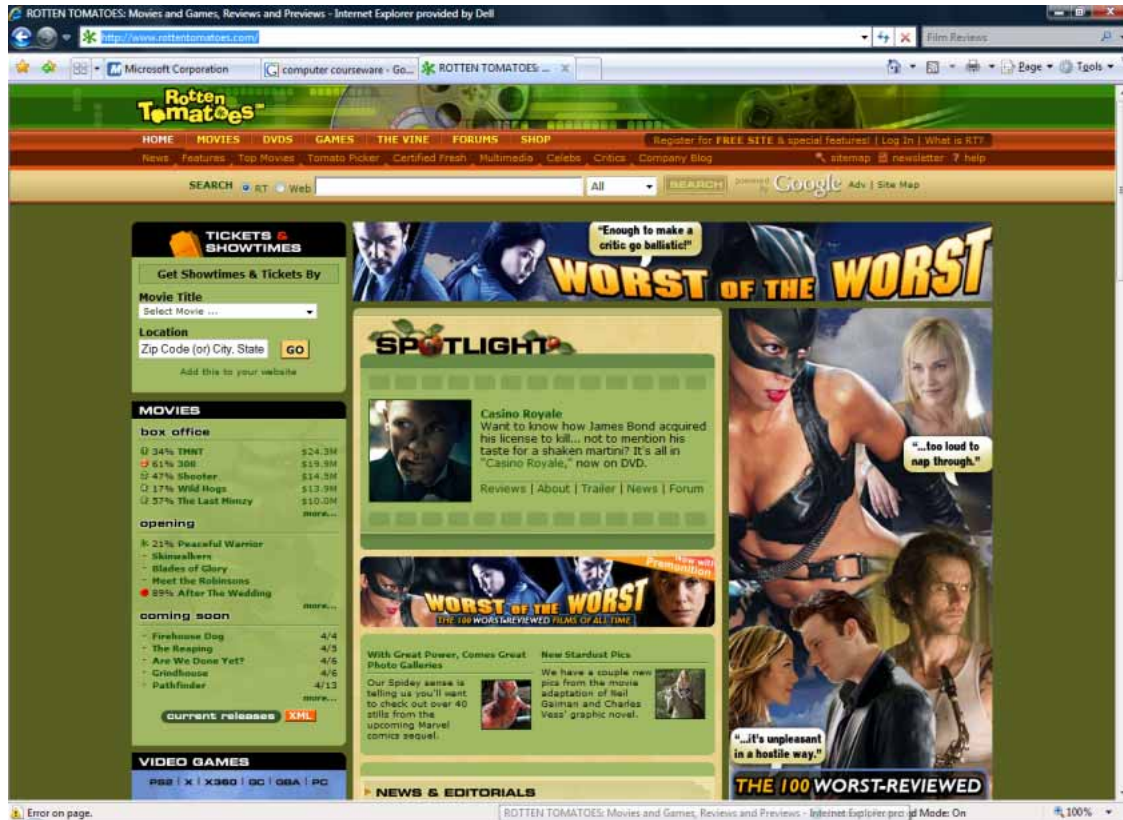 ROTTEN TOMATOES: Movies and Games, Reviews and Previews - Internet Explorer provided by Dell
http://www.rottentomatoes.com/
Film Reviews
Microsoft Corporation
computer courseware - Go...
ROTTEN TOMATOES: ...
Page
Tools
Rotten
Tomatoes
HOME MOVIES DVDS GAMES THE VINE FORUMS SHOP
Register for FREE SITE & special features! | Log In | What is RT?
News Features Top Movies Tomato Picker Certified Fresh Multimedia Celebs Critics Company Blog
sitemap newsletter ? help
SEARCH RT Web All SEARCH powered by Google Adv | Site Map
TICKETS &
SHOWTIMES
Get Showtimes & Tickets By
Movie Title
Select Movie ...
Location
Zip Code (or) City, State GO
Add this to your website
MOVIES
box office
34% TMNT $24.3M
61% 300 $19.9M
47% Shooter $14.5M
17% Wild Hogs $13.9M
57% The Last Mimzy $10.0M
more...
opening
21% Peaceful Warrior
- Skinwalkers
- Blades of Glory
- Meet the Robinsons
89% After The Wedding
more...
coming soon
- Firehouse Dog 4/4
- The Reaping 4/5
- Are We Done Yet? 4/6
- Grindhouse 4/6
- Pathfinder 4/13
more...
current releases XML
VIDEO GAMES
PS2 | X | X360 | GC | GBA | PC
"Enough to make a
critic go ballistic!"
WORST OF THE WORST
SPOTLIGHT
Casino Royale
Want to know how James Bond acquired
his license to kill... not to mention his
taste for a shaken martini? It's all in
"Casino Royale," now on DVD.
Reviews | About | Trailer | News | Forum
Now with
Premonition
WORST OF THE WORST
THE 100 WORST-REVIEWED FILMS OF ALL TIME
With Great Power, Comes Great
Photo Galleries
Our Spidey sense is
telling us you'll want
to check out over 40
stills from the
upcoming Marvel
comics sequel.
New Stardust Pics
We have a couple new
pics from the movie
adaptation of Neil
Gaiman and Charles
Vess' graphic novel.
NEWS & EDITORIALS
"...too loud to
nap through."
"...it's unpleasant
in a hostile way."
THE 100 WORST-REVIEWED
Error on page.
ROTTEN TOMATOES: Movies and Games, Reviews and Previews - Internet Explorer
d Mode: On
100%